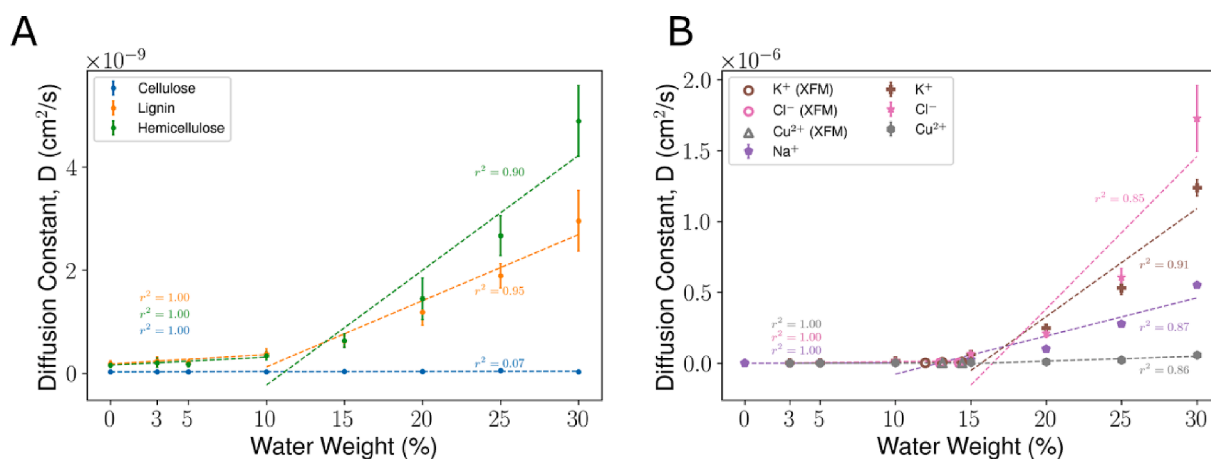 A
×10⁻⁹
Diffusion Constant, D (cm²/s)
4
2
0
Cellulose
Lignin
Hemicellulose
r² = 0.90
r² = 0.95
r² = 1.00
r² = 1.00
r² = 1.00
r² = 0.07
0 3 5 10 15 20 25 30
Water Weight (%)
B
×10⁻⁶
Diffusion Constant, D (cm²/s)
2.0
1.5
1.0
0.5
0.0
K⁺ (XFM)
Cl⁻ (XFM)
Cu²⁺ (XFM)
Na⁺
K⁺
Cl⁻
Cu²⁺
r² = 0.85
r² = 0.91
r² = 0.87
r² = 1.00
r² = 1.00
r² = 1.00
r² = 0.86
0 3 5 10 15 20 25 30
Water Weight (%)